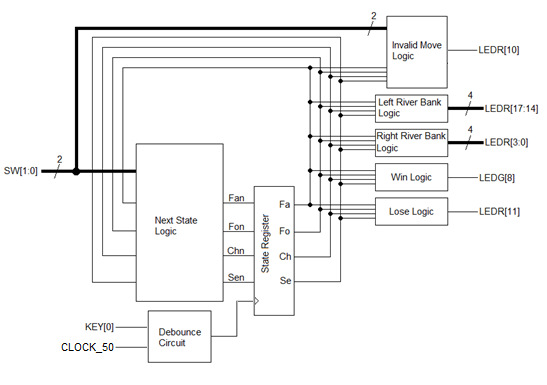 2
Invalid Move
Logic
LEDR[10]
Left River Bank
Logic
4
LEDR[17:14]
Right River Bank
Logic
4
LEDR[3:0]
SW[1:0]
2
Win Logic
LEDG[8]
Next State
Logic
Fan
Fon
Chn
Sen
State Register
Fa
Fo
Ch
Se
Lose Logic
LEDR[11]
KEY[0]
CLOCK_50
Debounce
Circuit